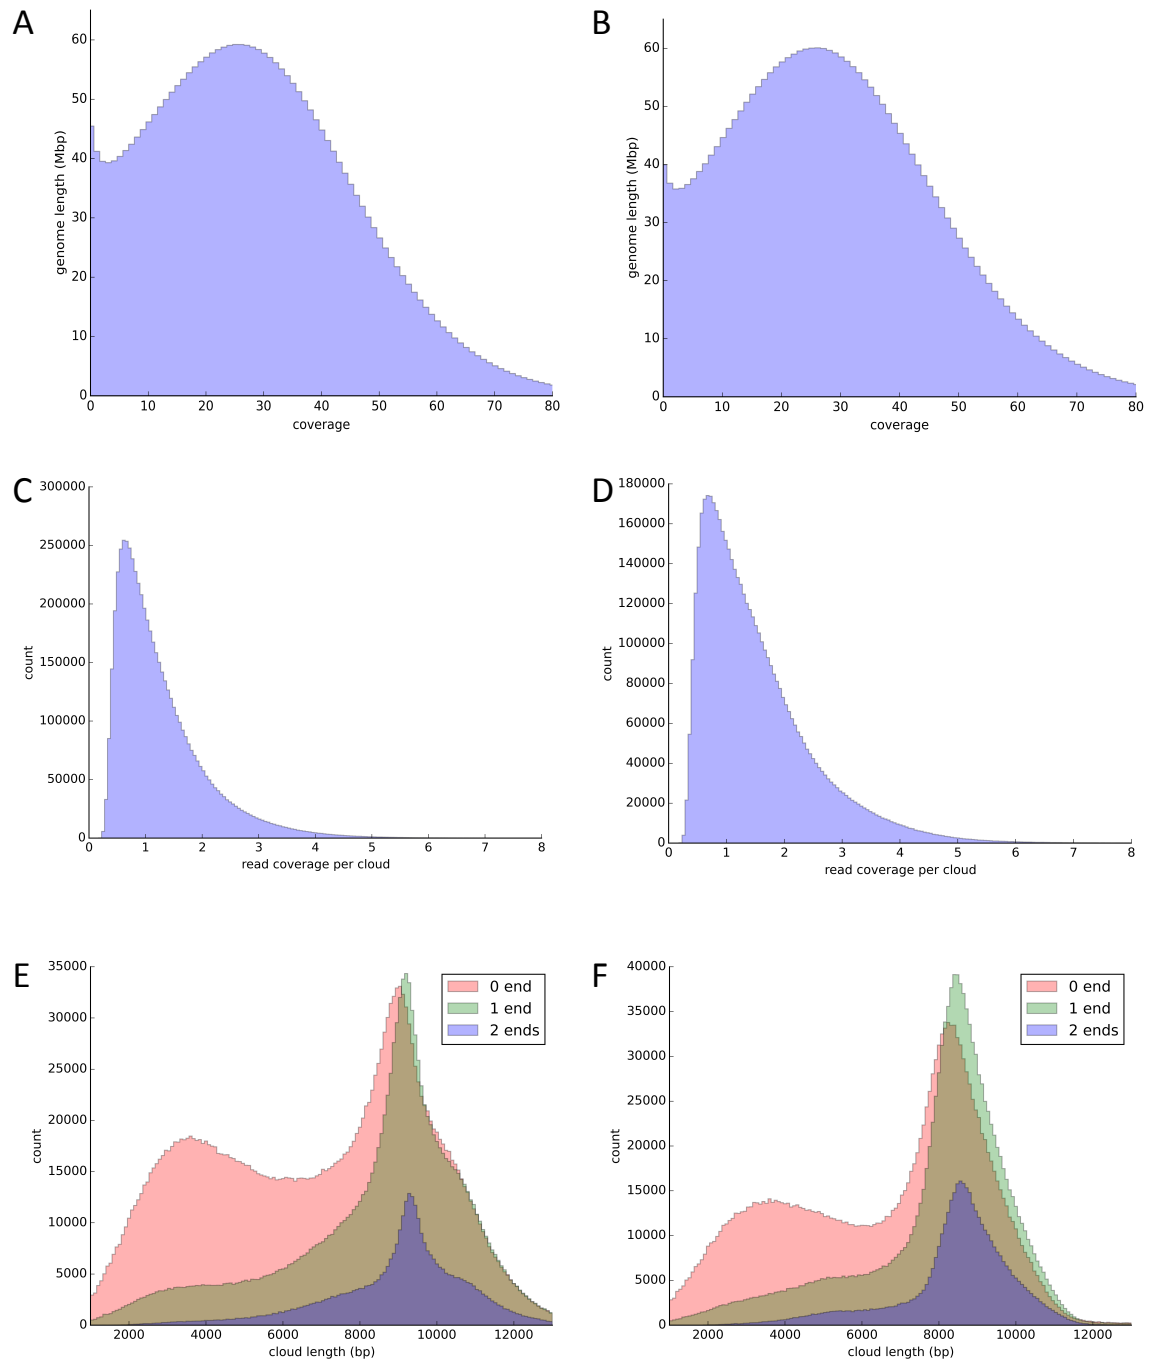 A
60
50
40
30
20
10
0
genome length (Mbp)
0 10 20 30 40 50 60 70 80
coverage
B
60
50
40
30
20
10
0
genome length (Mbp)
0 10 20 30 40 50 60 70 80
coverage
C
300000
250000
200000
150000
100000
50000
0
count
0 1 2 3 4 5 6 7 8
read coverage per cloud
D
180000
160000
140000
120000
100000
80000
60000
40000
20000
0
count
0 1 2 3 4 5 6 7 8
read coverage per cloud
E
35000
30000
25000
20000
15000
10000
5000
0
count
0 end
1 end
2 ends
2000 4000 6000 8000 10000 12000
cloud length (bp)
F
40000
35000
30000
25000
20000
15000
10000
5000
0
count
0 end
1 end
2 ends
2000 4000 6000 8000 10000 12000
cloud length (bp)